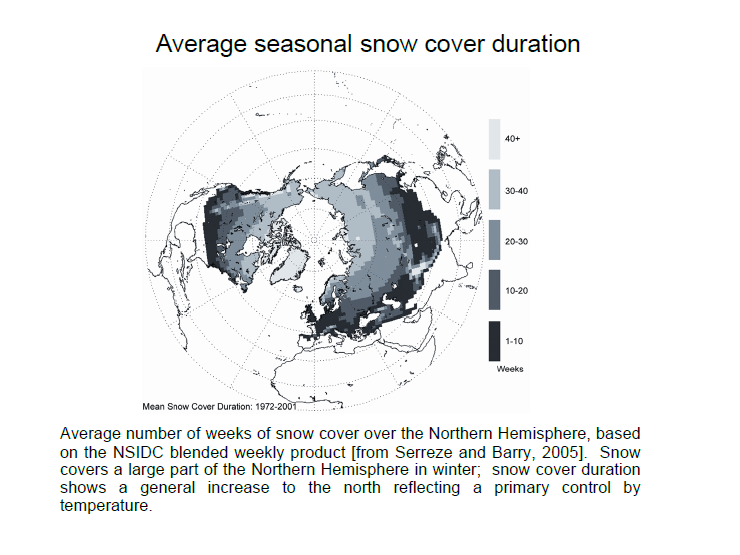 Average seasonal snow cover duration
40+
30-40
20-30
10-20
1-10
Weeks
Mean Snow Cover Duration: 1972-2001
Average number of weeks of snow cover over the Northern Hemisphere, based
on the NSIDC blended weekly product [from Serreze and Barry, 2005].  Snow
covers a large part of the Northern Hemisphere in winter;  snow cover duration
shows a general increase to the north reflecting a primary control by
temperature.